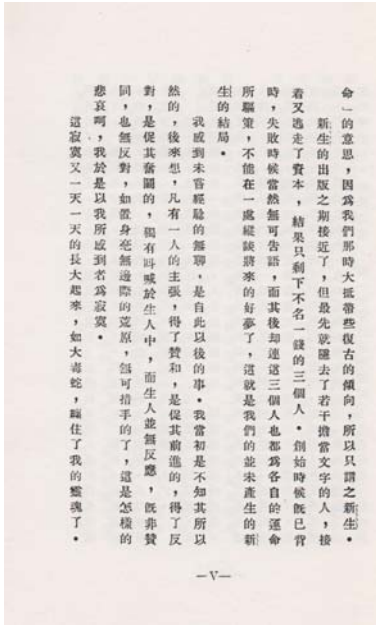 命」的意思，因爲我們那時大抵帶些復古的傾向，所以只謂之新生。
新生的出版之期接近了，但最先就隱去了若干擔當文字的人，接
着又逃走了資本，結果只剩下不名一錢的三個人。創始時候旣已背
時，失敗時候當然無可告語，而其後却連這三個人也都爲各自的運命
所驅策，不能在一處縱談將來的好夢了，這就是我們的並未產生的新
生的結局。
我感到未嘗經驗的無聊，是自此以後的事。我當初是不知其所以
然的，後來想，凡有一人的主張，得了贊和，是促其前進的，得了反
對，是促其奮鬭的，獨有叫喊於生人中，而生人並無反應，旣非贊
同，也無反對，如置身毫無邊際的荒原，無可措手的了，這是怎樣的
悲哀呵，我於是以我所感到者爲寂寞。
這寂寞又一天一天的長大起來，如大毒蛇，纏住了我的靈魂了。
—V—